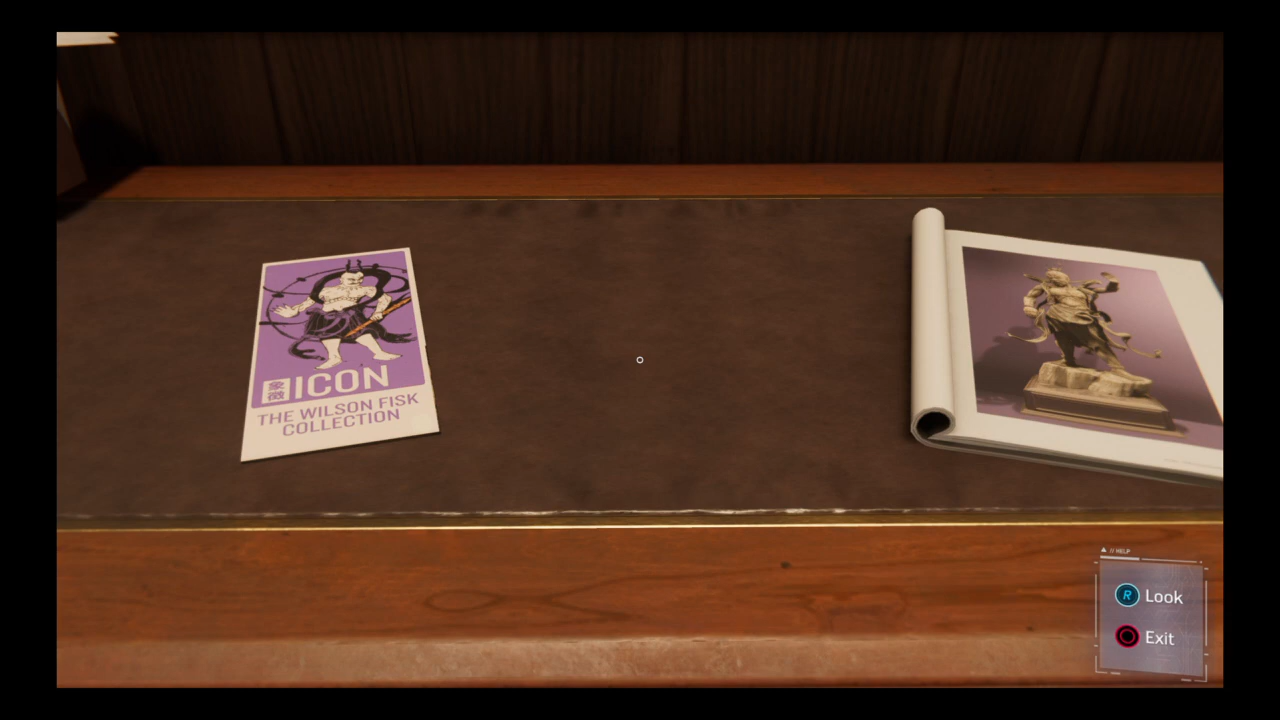 象徵
ICON
THE WILSON FISK
COLLECTION
// HELP
R Look
Exit